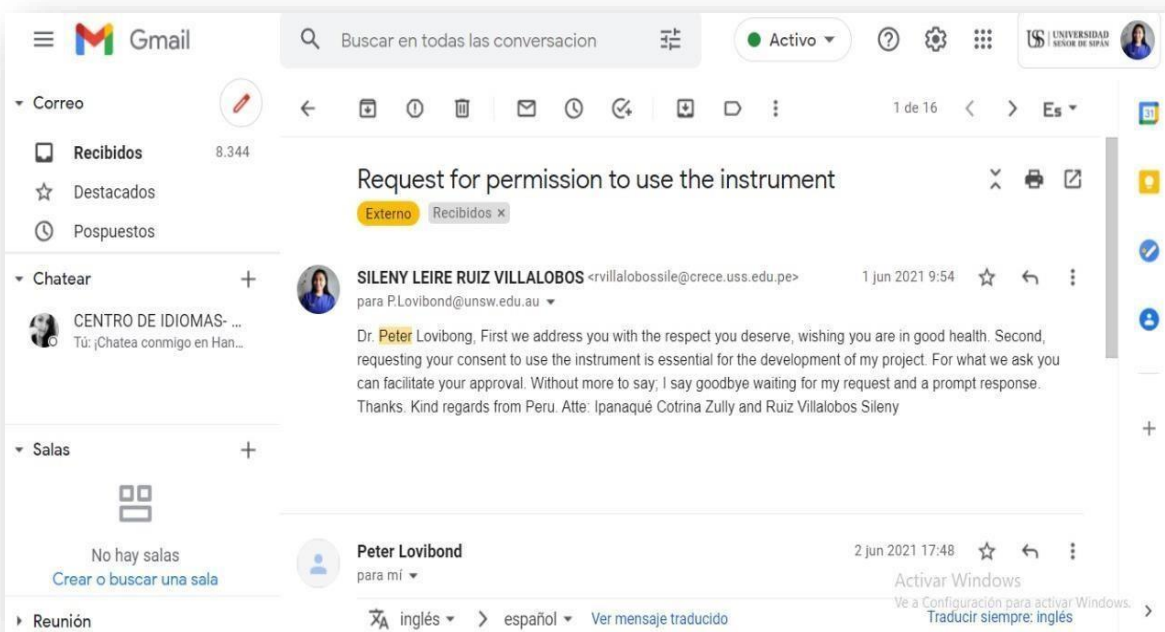 Gmail
Buscar en todas las conversacion
Activo
USS UNIVERSIDAD
SEÑOR DE SIPÁN
Correo
1 de 16
Es
31
Recibidos 8.344
Destacados
Pospuestos
Request for permission to use the instrument
Externo Recibidos ×
Chatear
CENTRO DE IDIOMAS- ...
Tú: ¡Chatea conmigo en Han...
SILENY LEIRE RUIZ VILLALOBOS <rvillalobossile@crece.uss.edu.pe> 1 jun 2021 9:54
para P.Lovibond@unsw.edu.au
Dr. Peter Lovibong, First we address you with the respect you deserve, wishing you are in good health. Second,
requesting your consent to use the instrument is essential for the development of my project. For what we ask you
can facilitate your approval. Without more to say; I say goodbye waiting for my request and a prompt response.
Thanks. Kind regards from Peru. Atte: Ipanaqué Cotrina Zully and Ruiz Villalobos Sileny
Salas
No hay salas
Crear o buscar una sala
Reunión
Peter Lovibond 2 jun 2021 17:48
para mí
Activar Windows
Ve a Configuración para activar Windows.
inglés > español Ver mensaje traducido Traducir siempre: inglés